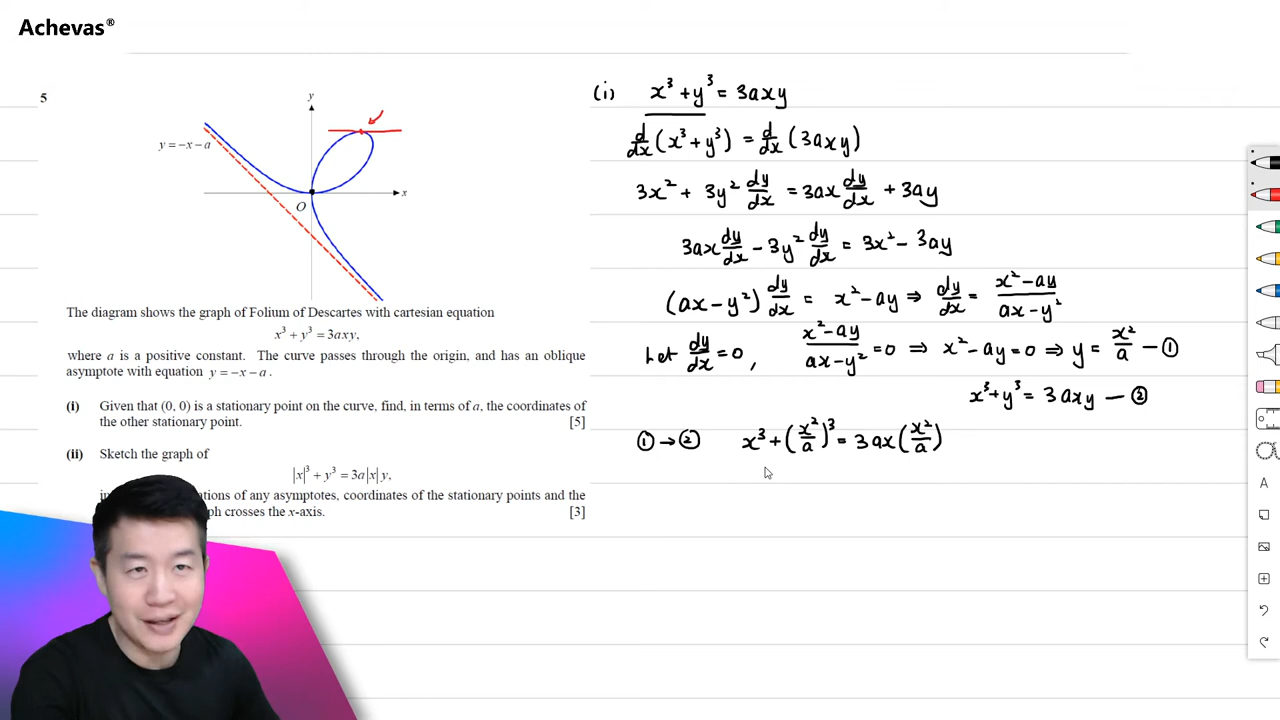 Achevas®
5
y
y = −x − a
x
O
The diagram shows the graph of Folium of Descartes with cartesian equation
x³ + y³ = 3axy,
where a is a positive constant. The curve passes through the origin, and has an oblique
asymptote with equation y = −x − a.
(i) Given that (0, 0) is a stationary point on the curve, find, in terms of a, the coordinates of
the other stationary point. [5]
(ii) Sketch the graph of
|x|³ + y³ = 3a|x|y,
ations of any asymptotes, coordinates of the stationary points and the
ph crosses the x-axis. [3]
(i) x³ + y³ = 3axy
d/dx (x³ + y³) = d/dx (3axy)
3x² + 3y² dy/dx = 3ax dy/dx + 3ay
3ax dy/dx − 3y² dy/dx = 3x² − 3ay
(ax − y²) dy/dx = x² − ay ⇒ dy/dx = (x² − ay)/(ax − y²)
Let dy/dx = 0, (x² − ay)/(ax − y²) = 0 ⇒ x² − ay = 0 ⇒ y = x²/a — ①
x³ + y³ = 3axy — ②
① → ② x³ + (x²/a)³ = 3ax (x²/a)
A